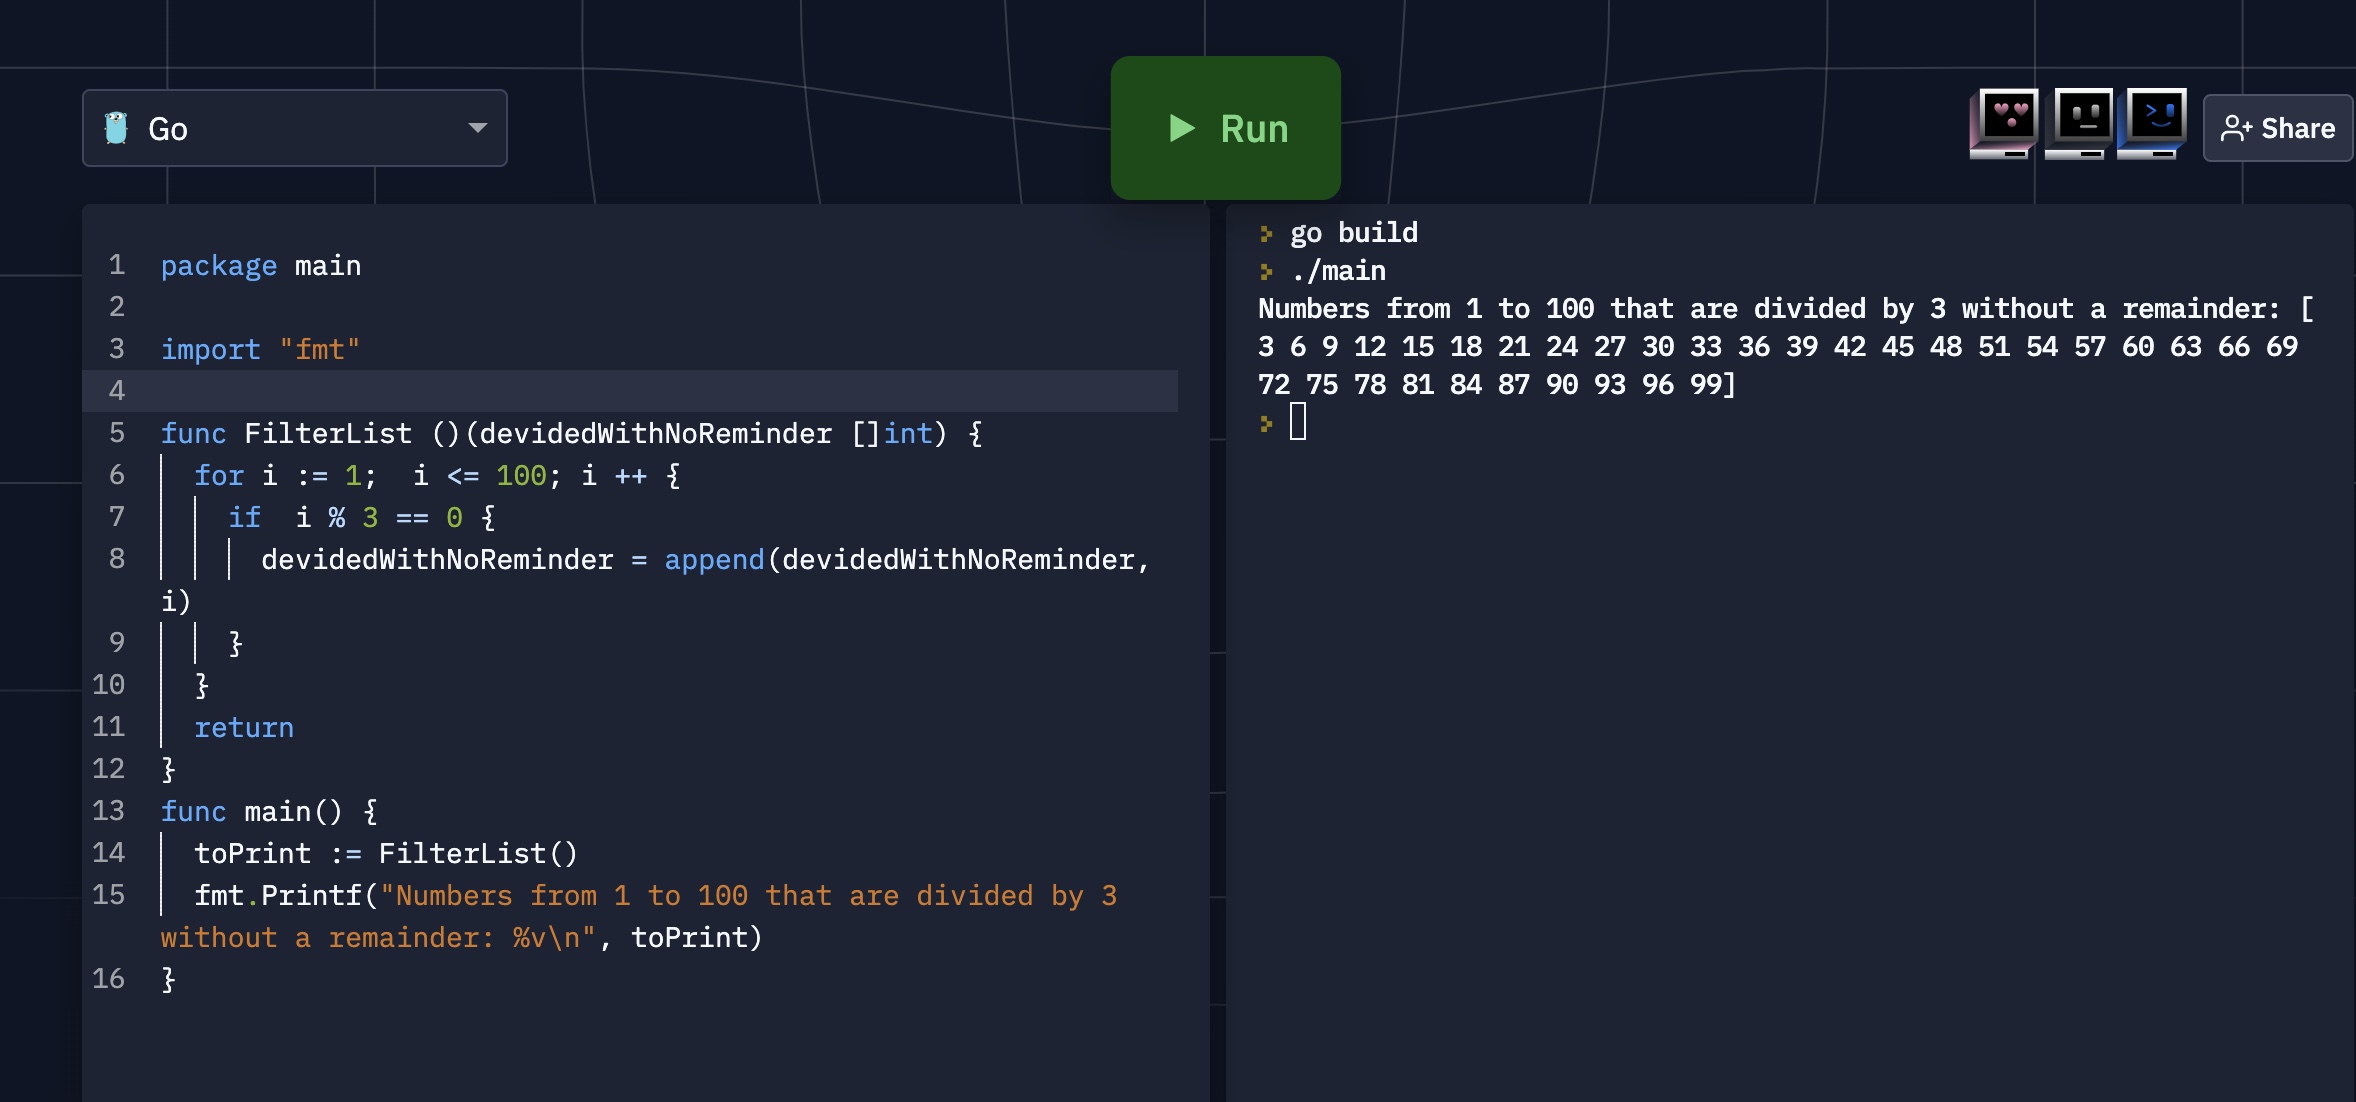 Go
Run
Share
1 package main
2
3 import "fmt"
4
5 func FilterList ()(devidedWithNoReminder []int) {
6 for i := 1;  i <= 100; i ++ {
7 if  i % 3 == 0 {
8 devidedWithNoReminder = append(devidedWithNoReminder,
i)
9 }
10 }
11 return
12 }
13 func main() {
14 toPrint := FilterList()
15 fmt.Printf("Numbers from 1 to 100 that are divided by 3
without a remainder: %v\n", toPrint)
16 }
go build
./main
Numbers from 1 to 100 that are divided by 3 without a remainder: [
3 6 9 12 15 18 21 24 27 30 33 36 39 42 45 48 51 54 57 60 63 66 69
72 75 78 81 84 87 90 93 96 99]